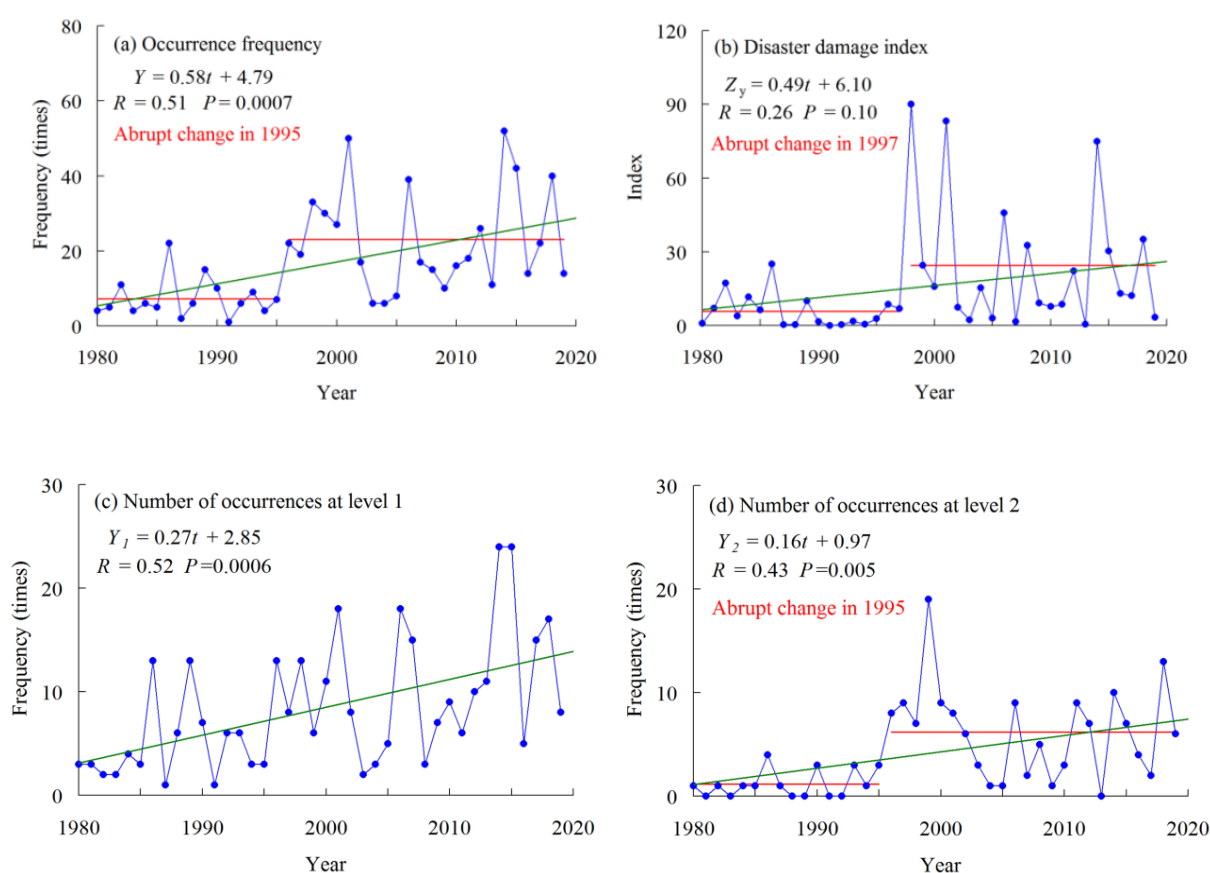 (a) Occurrence frequency
Y = 0.58t + 4.79
R = 0.51 P = 0.0007
Abrupt change in 1995
Frequency (times)
80
60
40
20
0
1980 1990 2000 2010 2020
Year
(b) Disaster damage index
Zy = 0.49t + 6.10
R = 0.26 P = 0.10
Abrupt change in 1997
Index
120
90
60
30
0
1980 1990 2000 2010 2020
Year
(c) Number of occurrences at level 1
Y1 = 0.27t + 2.85
R = 0.52 P=0.0006
Frequency (times)
30
20
10
0
1980 1990 2000 2010 2020
Year
(d) Number of occurrences at level 2
Y2 = 0.16t + 0.97
R = 0.43 P=0.005
Abrupt change in 1995
Frequency (times)
30
20
10
0
1980 1990 2000 2010 2020
Year